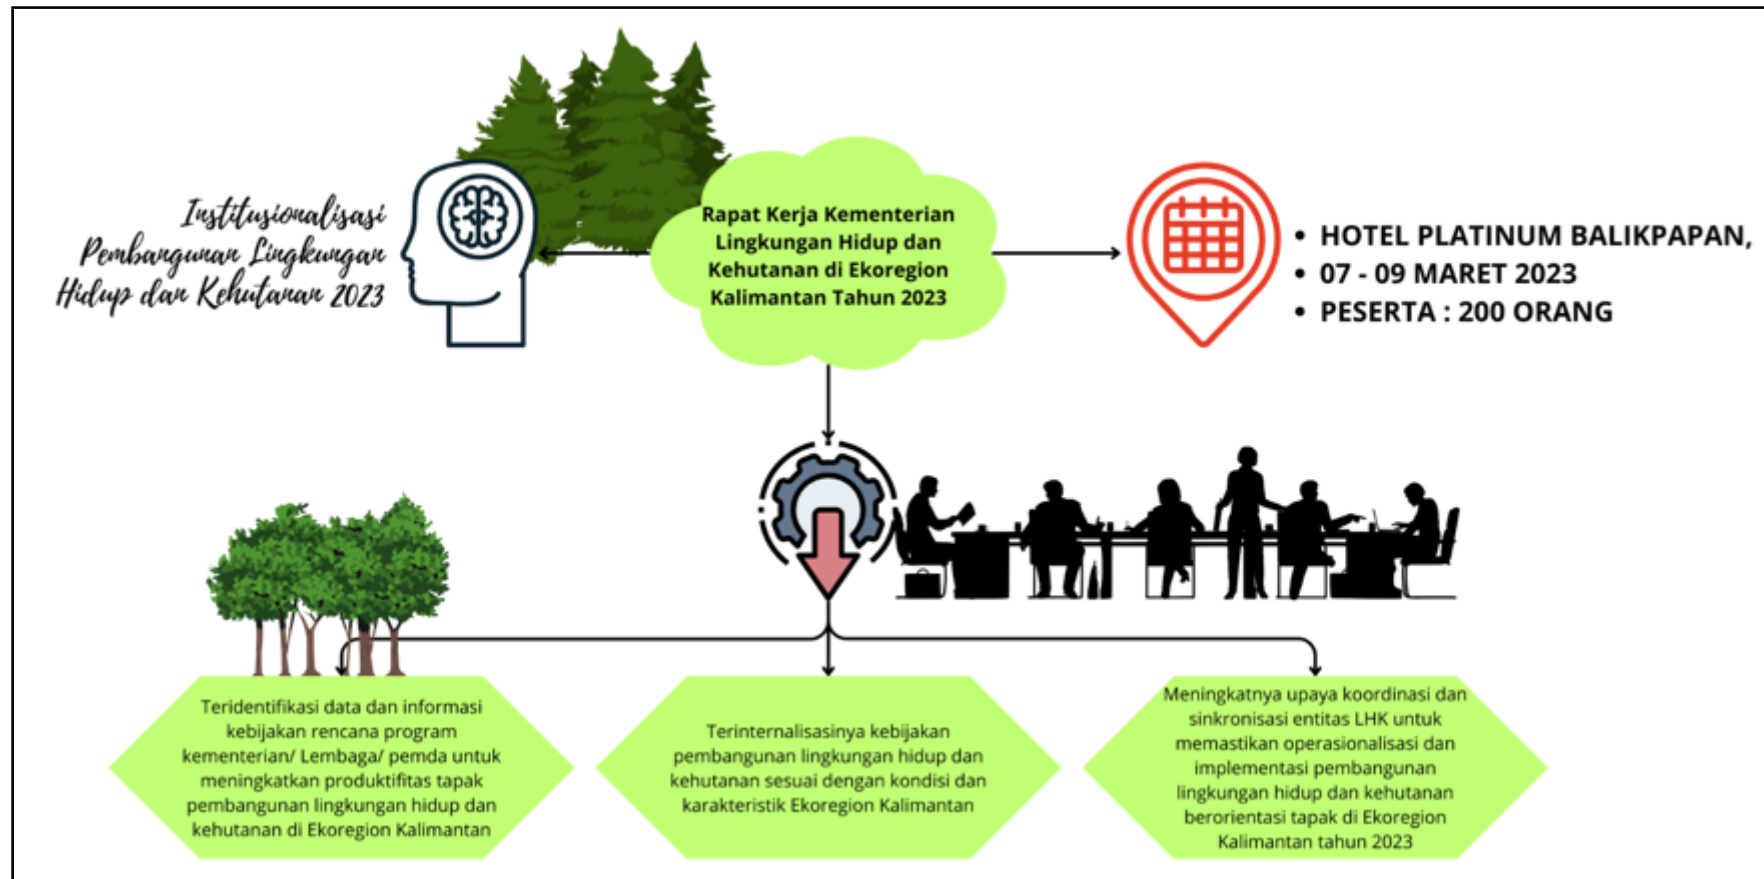 Institusionalisasi
Pembangunan Lingkungan
Hidup dan Kehutanan 2023
Rapat Kerja Kementerian
Lingkungan Hidup dan
Kehutanan di Ekoregion
Kalimantan Tahun 2023
• HOTEL PLATINUM BALIKPAPAN,
• 07 - 09 MARET 2023
• PESERTA : 200 ORANG
Teridentifikasi data dan informasi
kebijakan rencana program
kementerian/ Lembaga/ pemda untuk
meningkatkan produktifitas tapak
pembangunan lingkungan hidup dan
kehutanan di Ekoregion Kalimantan
Terinternalisasinya kebijakan
pembangunan lingkungan hidup dan
kehutanan sesuai dengan kondisi dan
karakteristik Ekoregion Kalimantan
Meningkatnya upaya koordinasi dan
sinkronisasi entitas LHK untuk
memastikan operasionalisasi dan
implementasi pembangunan
lingkungan hidup dan kehutanan
berorientasi tapak di Ekoregion
Kalimantan tahun 2023